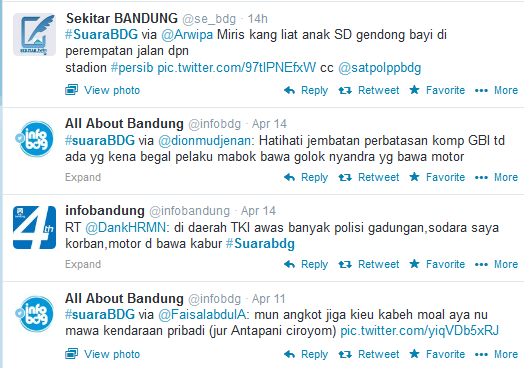 Sekitar BANDUNG @se_bdg · 14h
#SuaraBDG via @Arwipa Miris kang liat anak SD gendong bayi di
perempatan jalan dpn
stadion #persib pic.twitter.com/97tIPNEfxW cc @satpolppbdg
View photo Reply Retweet Favorite More
All About Bandung @infobdg · Apr 14
#suaraBDG via @dionmudjenan: Hatihati jembatan perbatasan komp GBI td
ada yg kena begal pelaku mabok bawa golok nyandra yg bawa motor
Expand Reply Retweet Favorite More
infobandung @infobandung · Apr 14
RT @DankHRMN: di daerah TKI awas banyak polisi gadungan,sodara saya
korban,motor d bawa kabur #Suarabdg
Expand Reply Retweet Favorite More
All About Bandung @infobdg · Apr 11
#suaraBDG via @FaisalabdulA: mun angkot jiga kieu kabeh moal aya nu
mawa kendaraan pribadi (jur Antapani ciroyom) pic.twitter.com/yiqVDb5xRJ
View photo Reply Retweet Favorite More
SEKITAR.bdg
info
bdg
4th
info
bdg